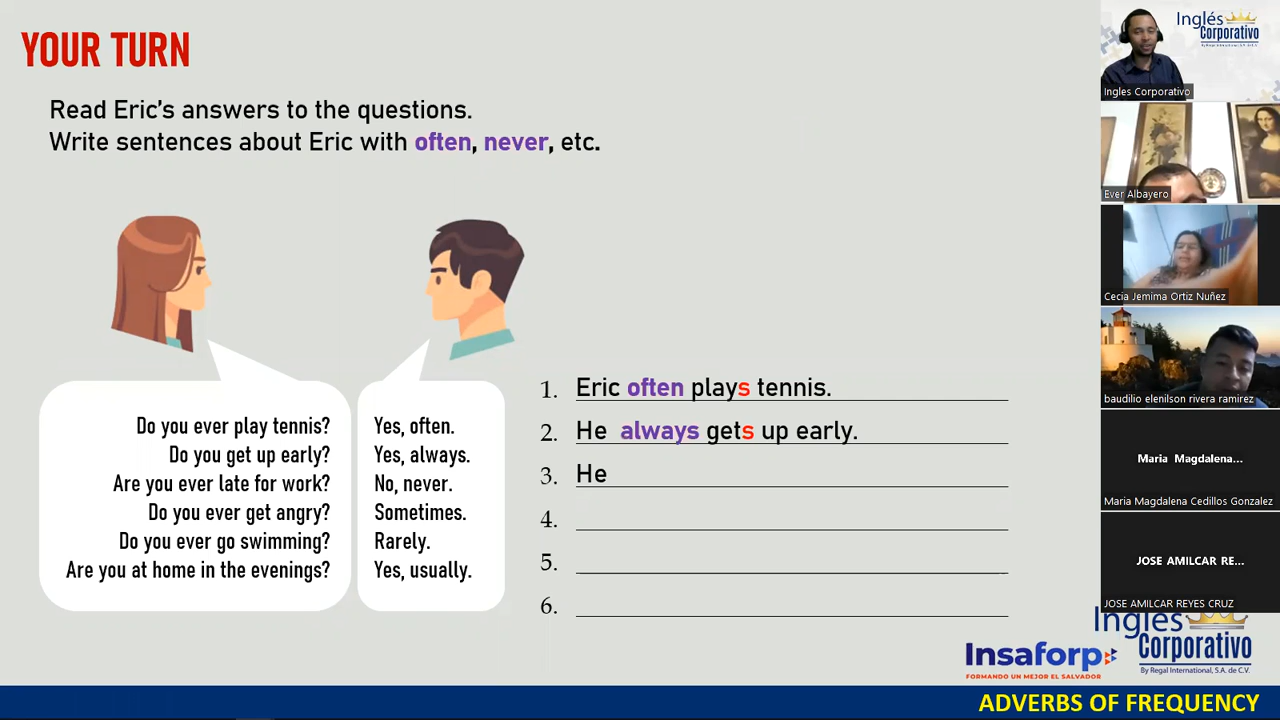 YOUR TURN
Read Eric's answers to the questions.
Write sentences about Eric with often, never, etc.
Do you ever play tennis?
Do you get up early?
Are you ever late for work?
Do you ever get angry?
Do you ever go swimming?
Are you at home in the evenings?
Yes, often.
Yes, always.
No, never.
Sometimes.
Rarely.
Yes, usually.
1. Eric often plays tennis.
2. He always gets up early.
3. He
4.
5.
6.
Inglés
Corporativo
By Regal International, S.A. de C.V.
Ingles Corporativo
Ever Albayero
Cecia Jemima Ortiz Nuñez
baudilio elenilson rivera ramirez
Maria Magdalena...
Maria Magdalena Cedillos Gonzalez
JOSE AMILCAR RE...
JOSE AMILCAR REYES CRUZ
Insaforp
FORMANDO UN MEJOR EL SALVADOR
Inglés
Corporativo
By Regal International, S.A. de C.V.
ADVERBS OF FREQUENCY